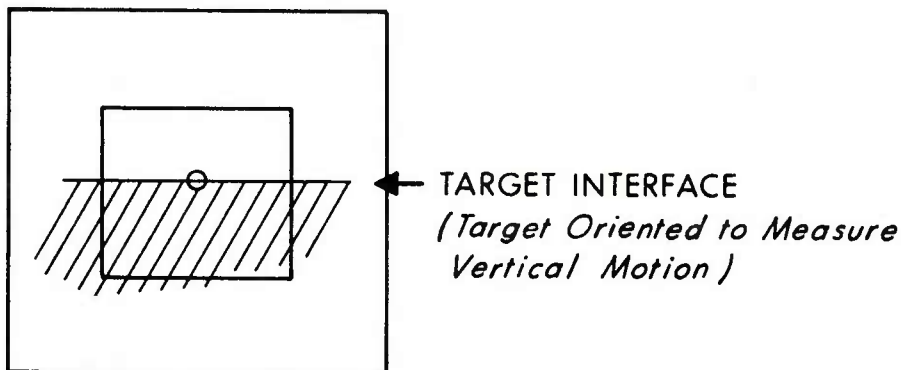 TARGET INTERFACE
(Target Oriented to Measure
Vertical Motion)